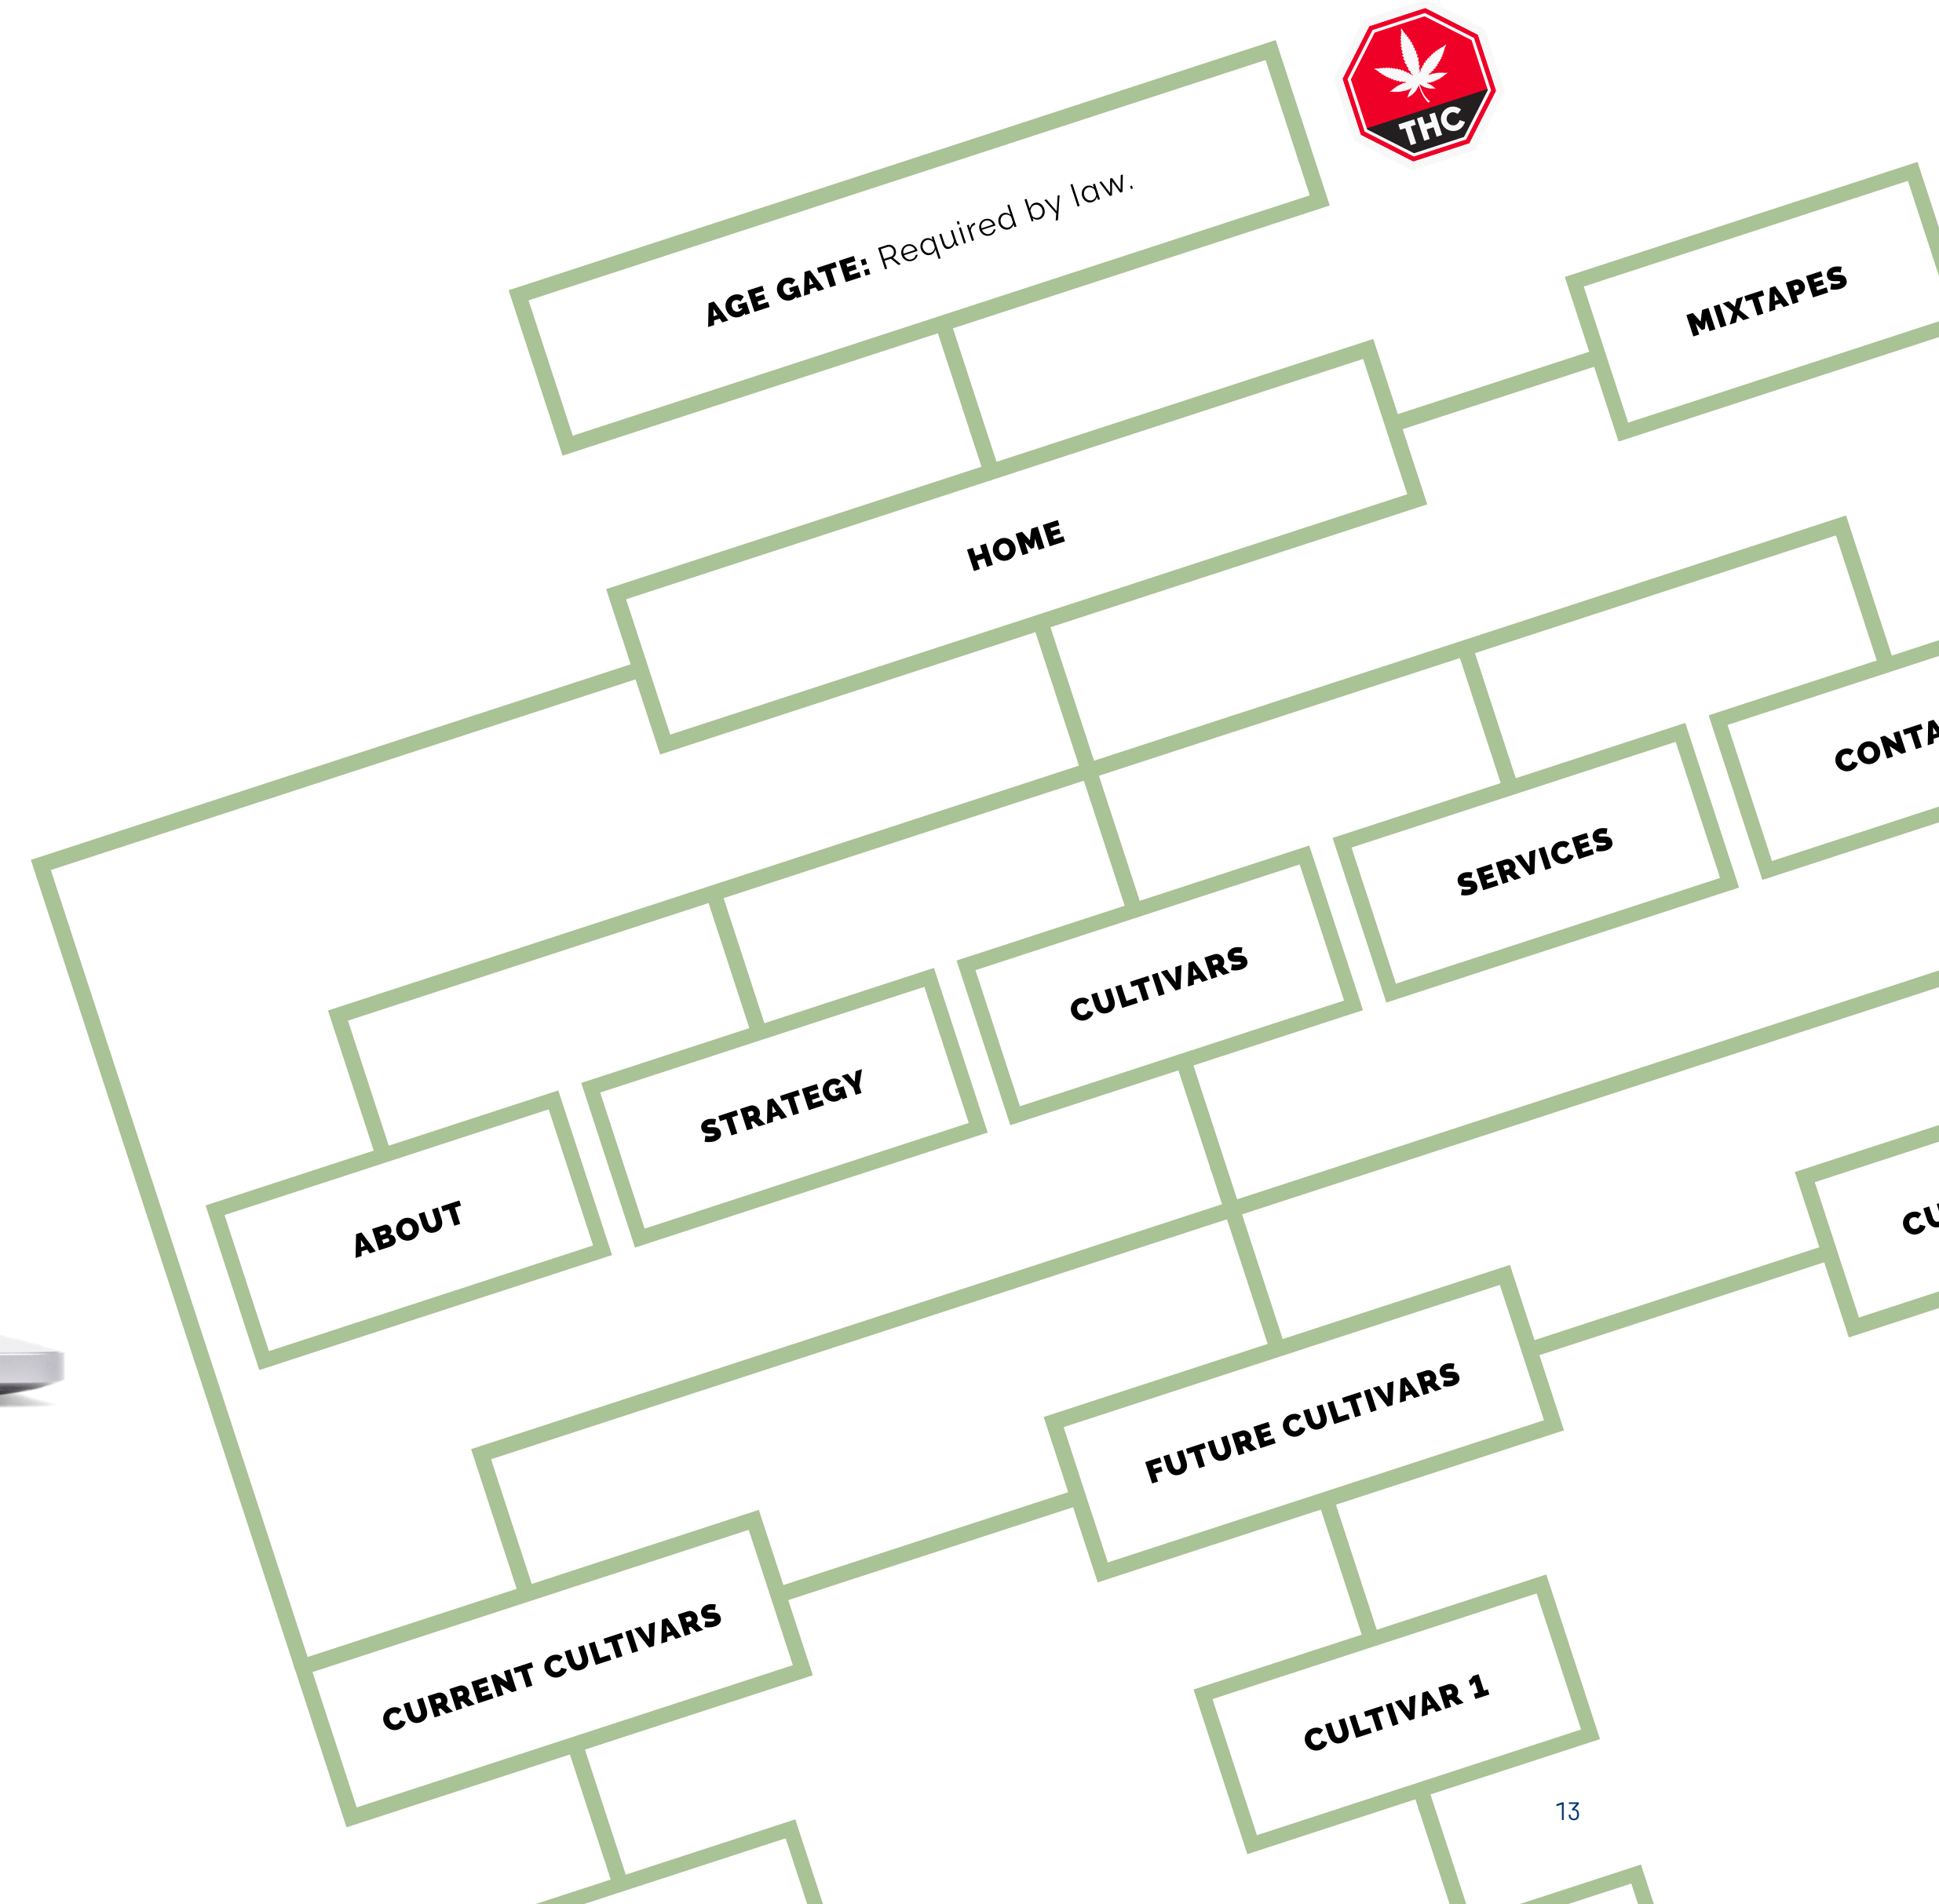 THC
AGE GATE: Required by law.
MIXTAPES
HOME
SERVICES
CULTIVARS
STRATEGY
ABOUT
FUTURE CULTIVARS
CURRENT CULTIVARS
CULTIVAR 1
13